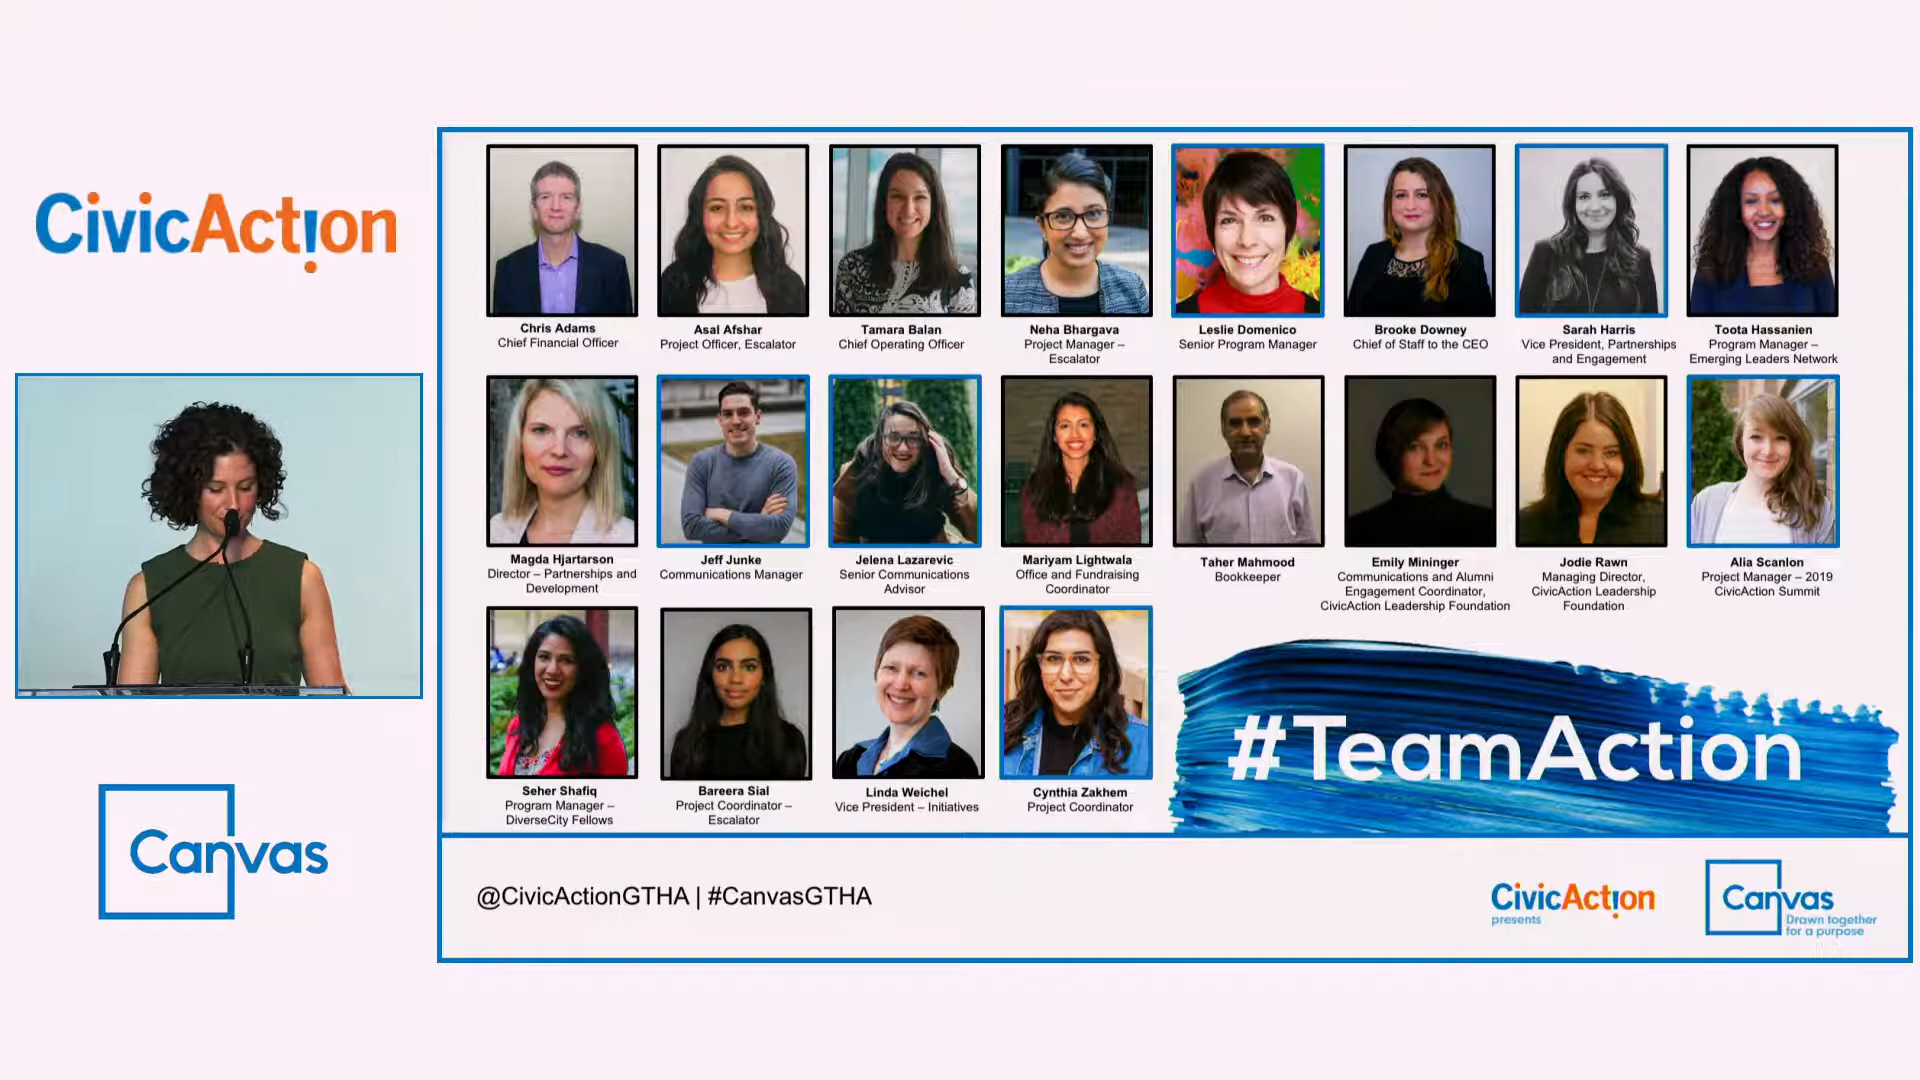 CivicAction
Canvas
Chris Adams
Chief Financial Officer
Asal Afshar
Project Officer, Escalator
Tamara Balan
Chief Operating Officer
Neha Bhargava
Project Manager –
Escalator
Leslie Domenico
Senior Program Manager
Brooke Downey
Chief of Staff to the CEO
Sarah Harris
Vice President, Partnerships
and Engagement
Toota Hassanien
Program Manager –
Emerging Leaders Network
Magda Hjartarson
Director – Partnerships and
Development
Jeff Junke
Communications Manager
Jelena Lazarevic
Senior Communications
Advisor
Mariyam Lightwala
Office and Fundraising
Coordinator
Taher Mahmood
Bookkeeper
Emily Mininger
Communications and Alumni
Engagement Coordinator,
CivicAction Leadership Foundation
Jodie Rawn
Managing Director,
CivicAction Leadership
Foundation
Alia Scanlon
Project Manager – 2019
CivicAction Summit
Seher Shafiq
Program Manager –
DiverseCity Fellows
Bareera Sial
Project Coordinator –
Escalator
Linda Weichel
Vice President – Initiatives
Cynthia Zakhem
Project Coordinator
#TeamAction
@CivicActionGTHA | #CanvasGTHA
CivicAction
presents
Canvas
Drawn together
for a purpose